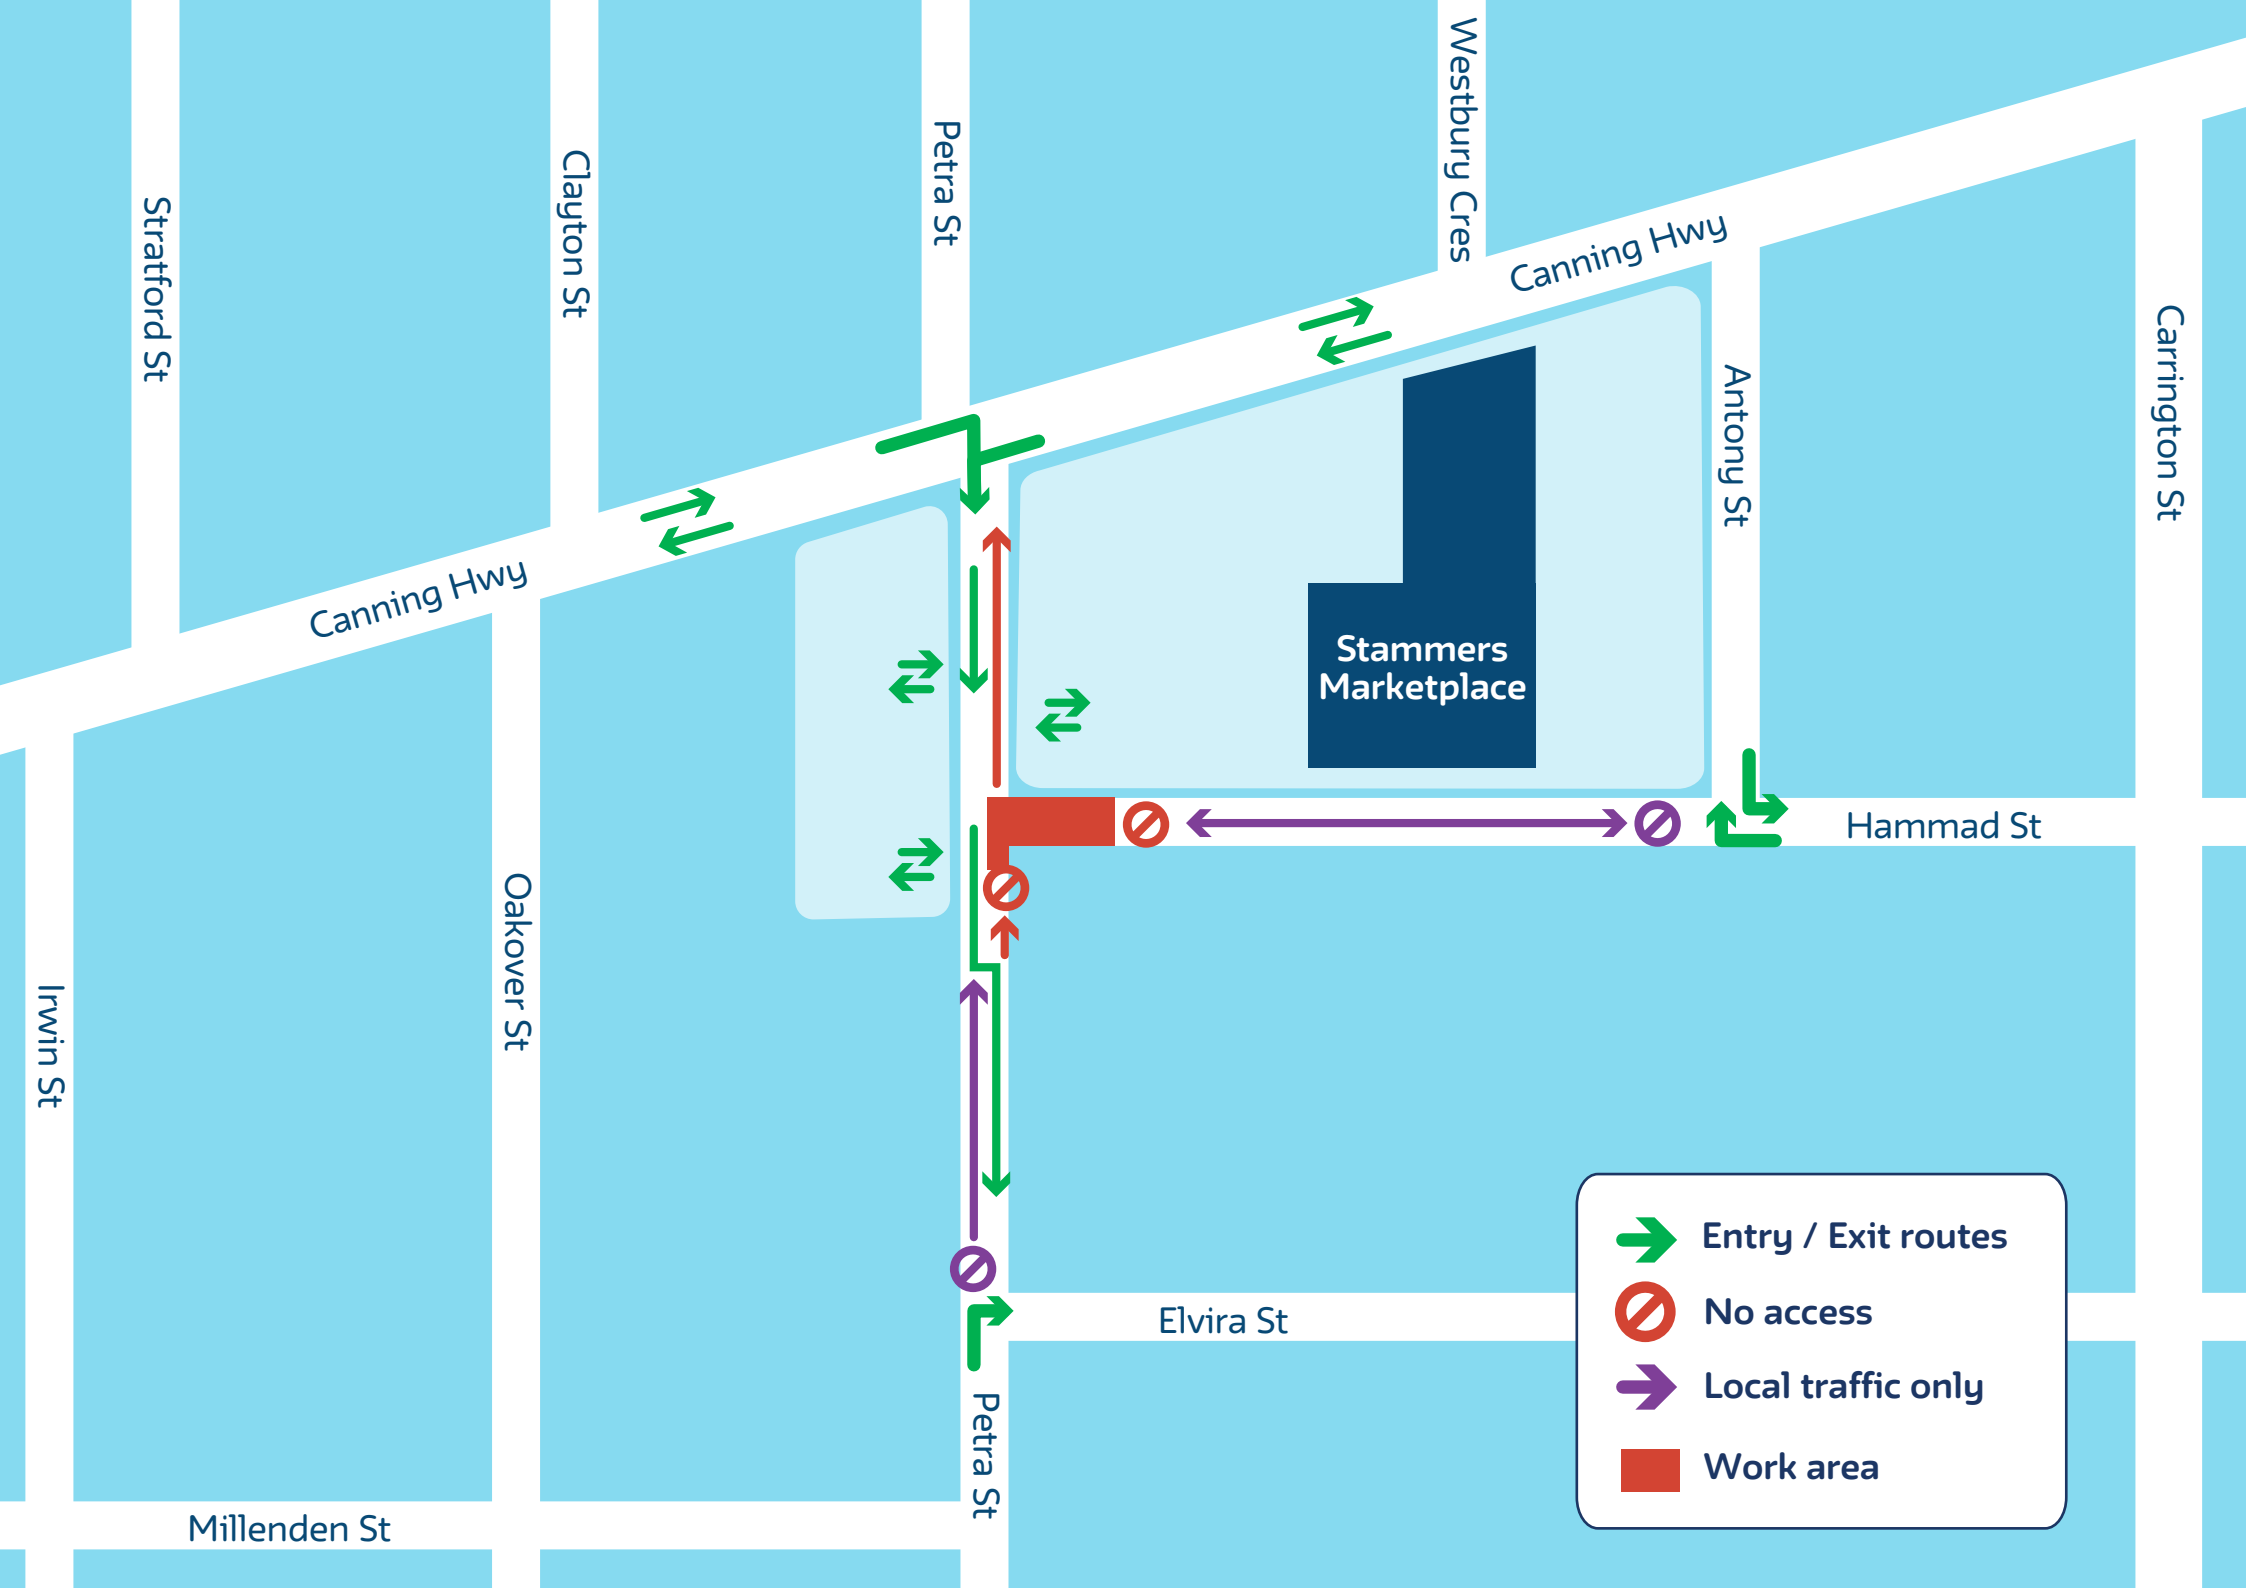 Westbury Cres
Petra St
Clayton St
Stratford St
Canning Hwy
Carrington St
Antony St
Canning Hwy
Stammers
Marketplace
Hammad St
Oakover St
Irwin St
Elvira St
Petra St
Millenden St
Entry / Exit routes
No access
Local traffic only
Work area